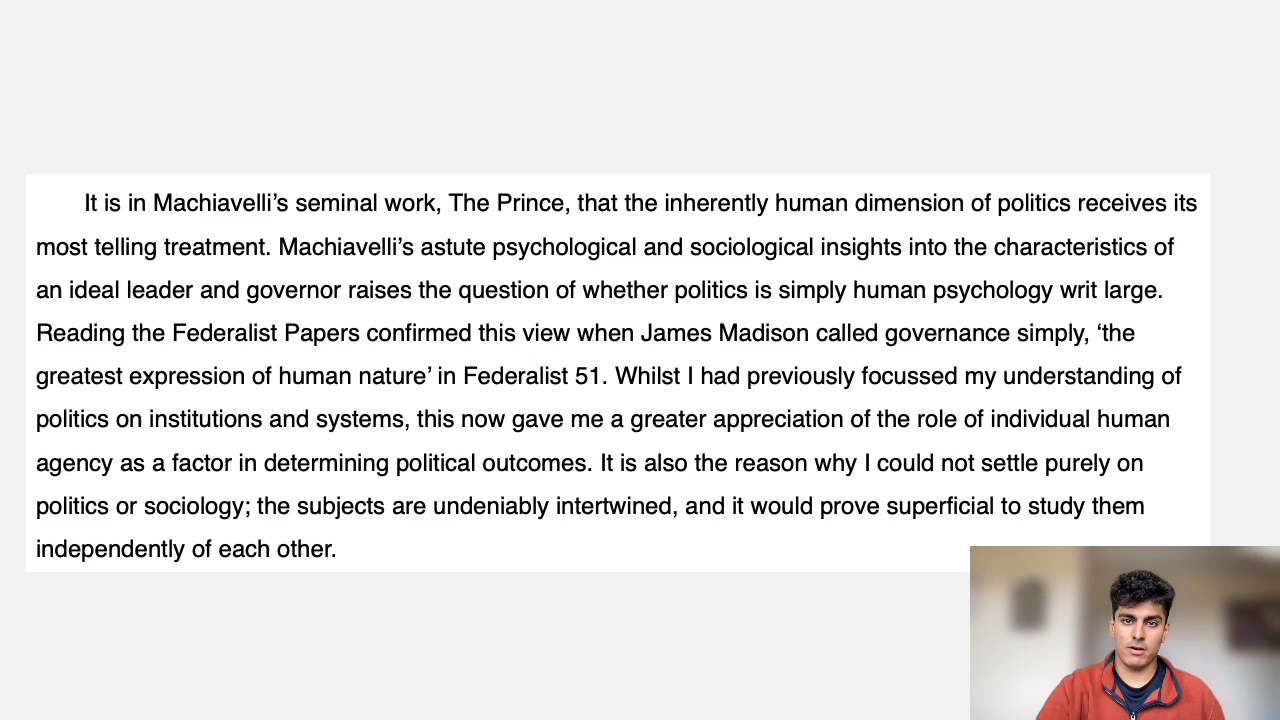 It is in Machiavelli’s seminal work, The Prince, that the inherently human dimension of politics receives its
most telling treatment. Machiavelli’s astute psychological and sociological insights into the characteristics of
an ideal leader and governor raises the question of whether politics is simply human psychology writ large.
Reading the Federalist Papers confirmed this view when James Madison called governance simply, ‘the
greatest expression of human nature’ in Federalist 51. Whilst I had previously focussed my understanding of
politics on institutions and systems, this now gave me a greater appreciation of the role of individual human
agency as a factor in determining political outcomes. It is also the reason why I could not settle purely on
politics or sociology; the subjects are undeniably intertwined, and it would prove superficial to study them
independently of each other.